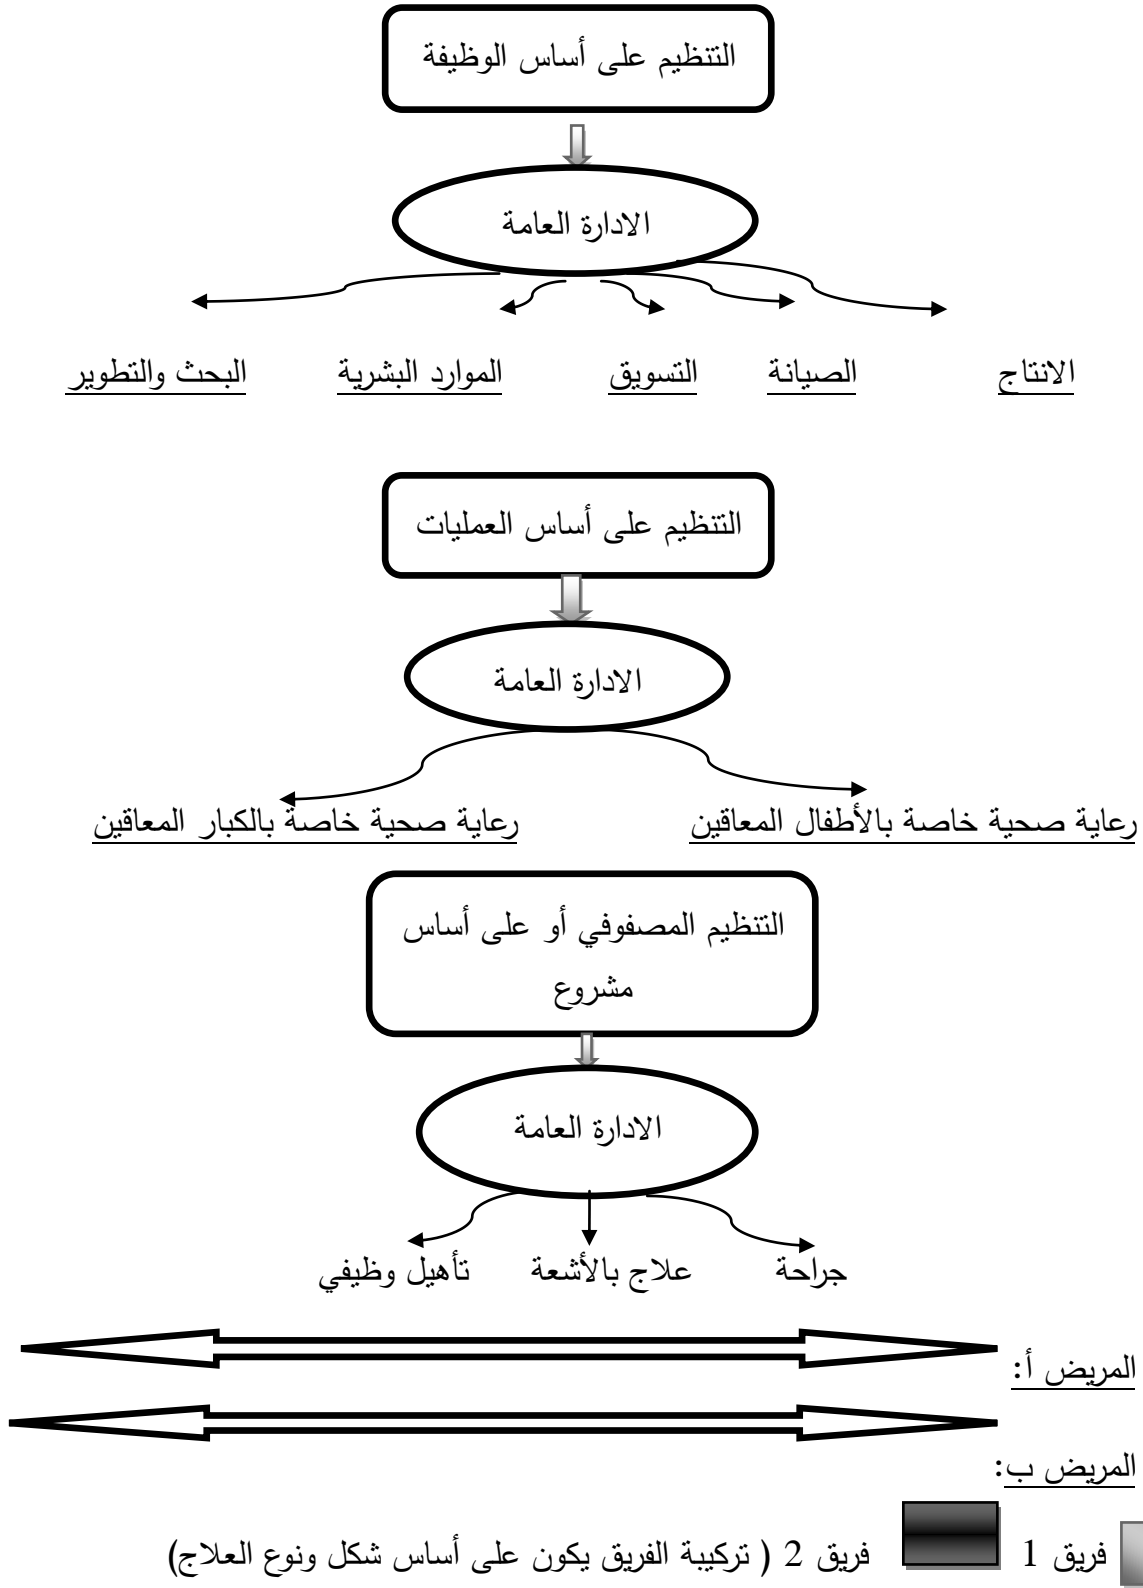 التنظيم على أساس الوظيفة
الادارة العامة
الانتاج الصيانة التسويق الموارد البشرية البحث والتطوير
التنظيم على أساس العمليات
الادارة العامة
رعاية صحية خاصة بالأطفال المعاقين رعاية صحية خاصة بالكبار المعاقين
التنظيم المصفوفي أو على أساس
مشروع
الادارة العامة
جراحة علاج بالأشعة تأهيل وظيفي
المريض أ:
المريض ب:
فريق 1 فريق 2 ( تركيبة الفريق يكون على أساس شكل ونوع العلاج)